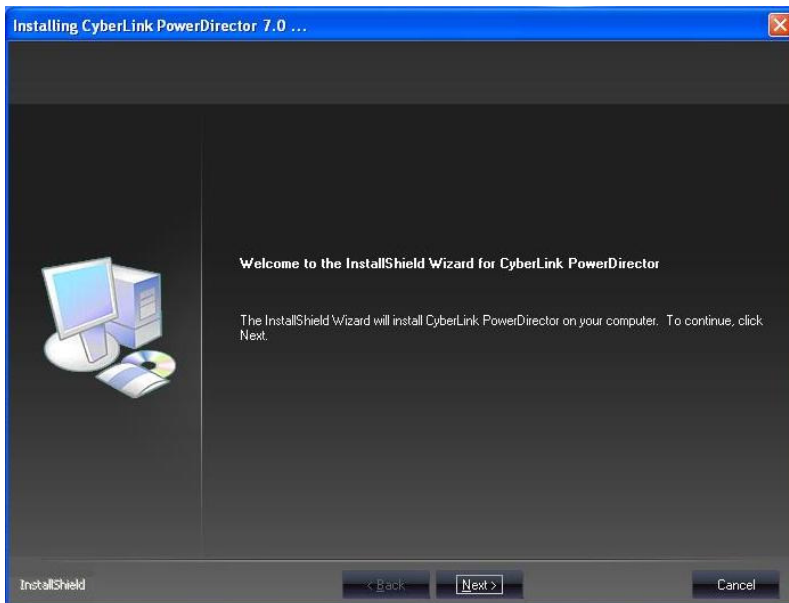 Installing CyberLink PowerDirector 7.0 ...
Welcome to the InstallShield Wizard for CyberLink PowerDirector
The InstallShield Wizard will install CyberLink PowerDirector on your computer. To continue, click
Next.
InstallShield
< Back
Next >
Cancel